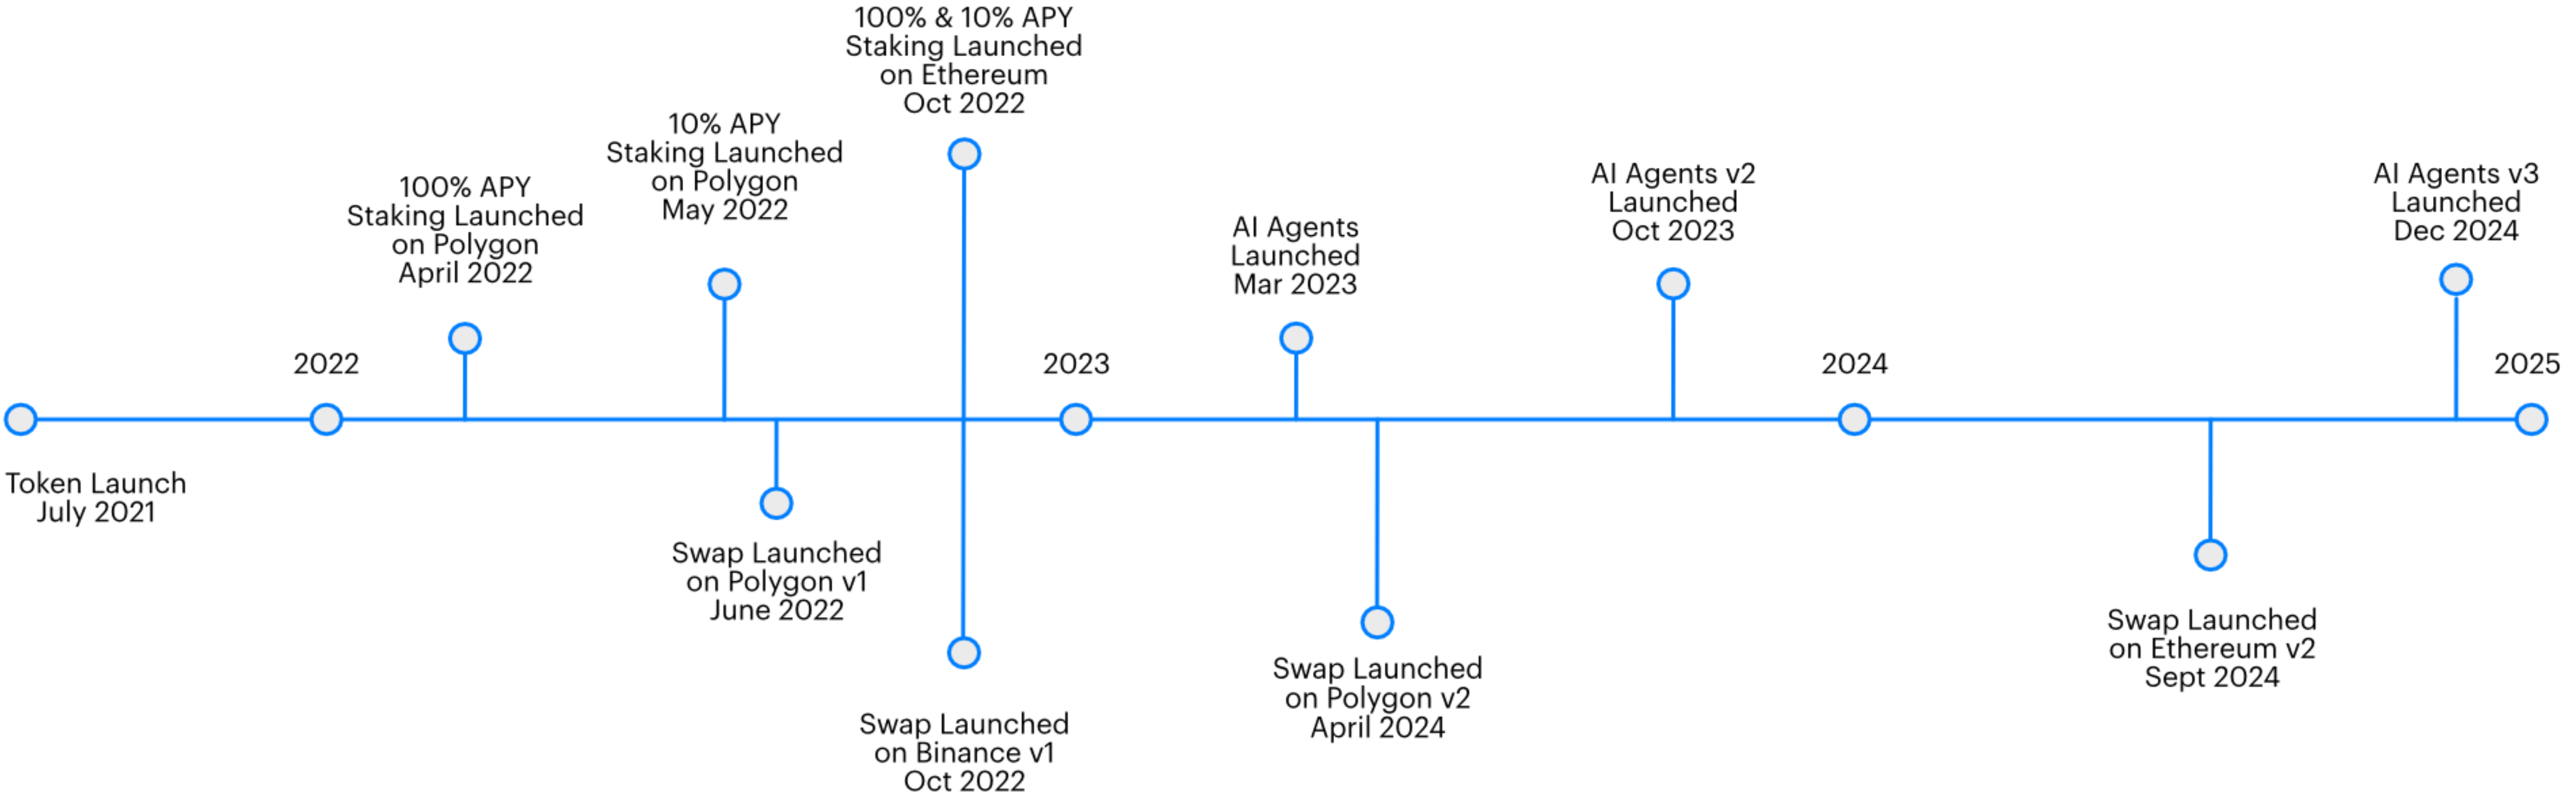 100% & 10% APY
Staking Launched
on Ethereum
Oct 2022
10% APY
Staking Launched
on Polygon
May 2022
100% APY
Staking Launched
on Polygon
April 2022
AI Agents
Launched
Mar 2023
AI Agents v2
Launched
Oct 2023
AI Agents v3
Launched
Dec 2024
2022
2023
2024
2025
Token Launch
July 2021
Swap Launched
on Polygon v1
June 2022
Swap Launched
on Binance v1
Oct 2022
Swap Launched
on Polygon v2
April 2024
Swap Launched
on Ethereum v2
Sept 2024